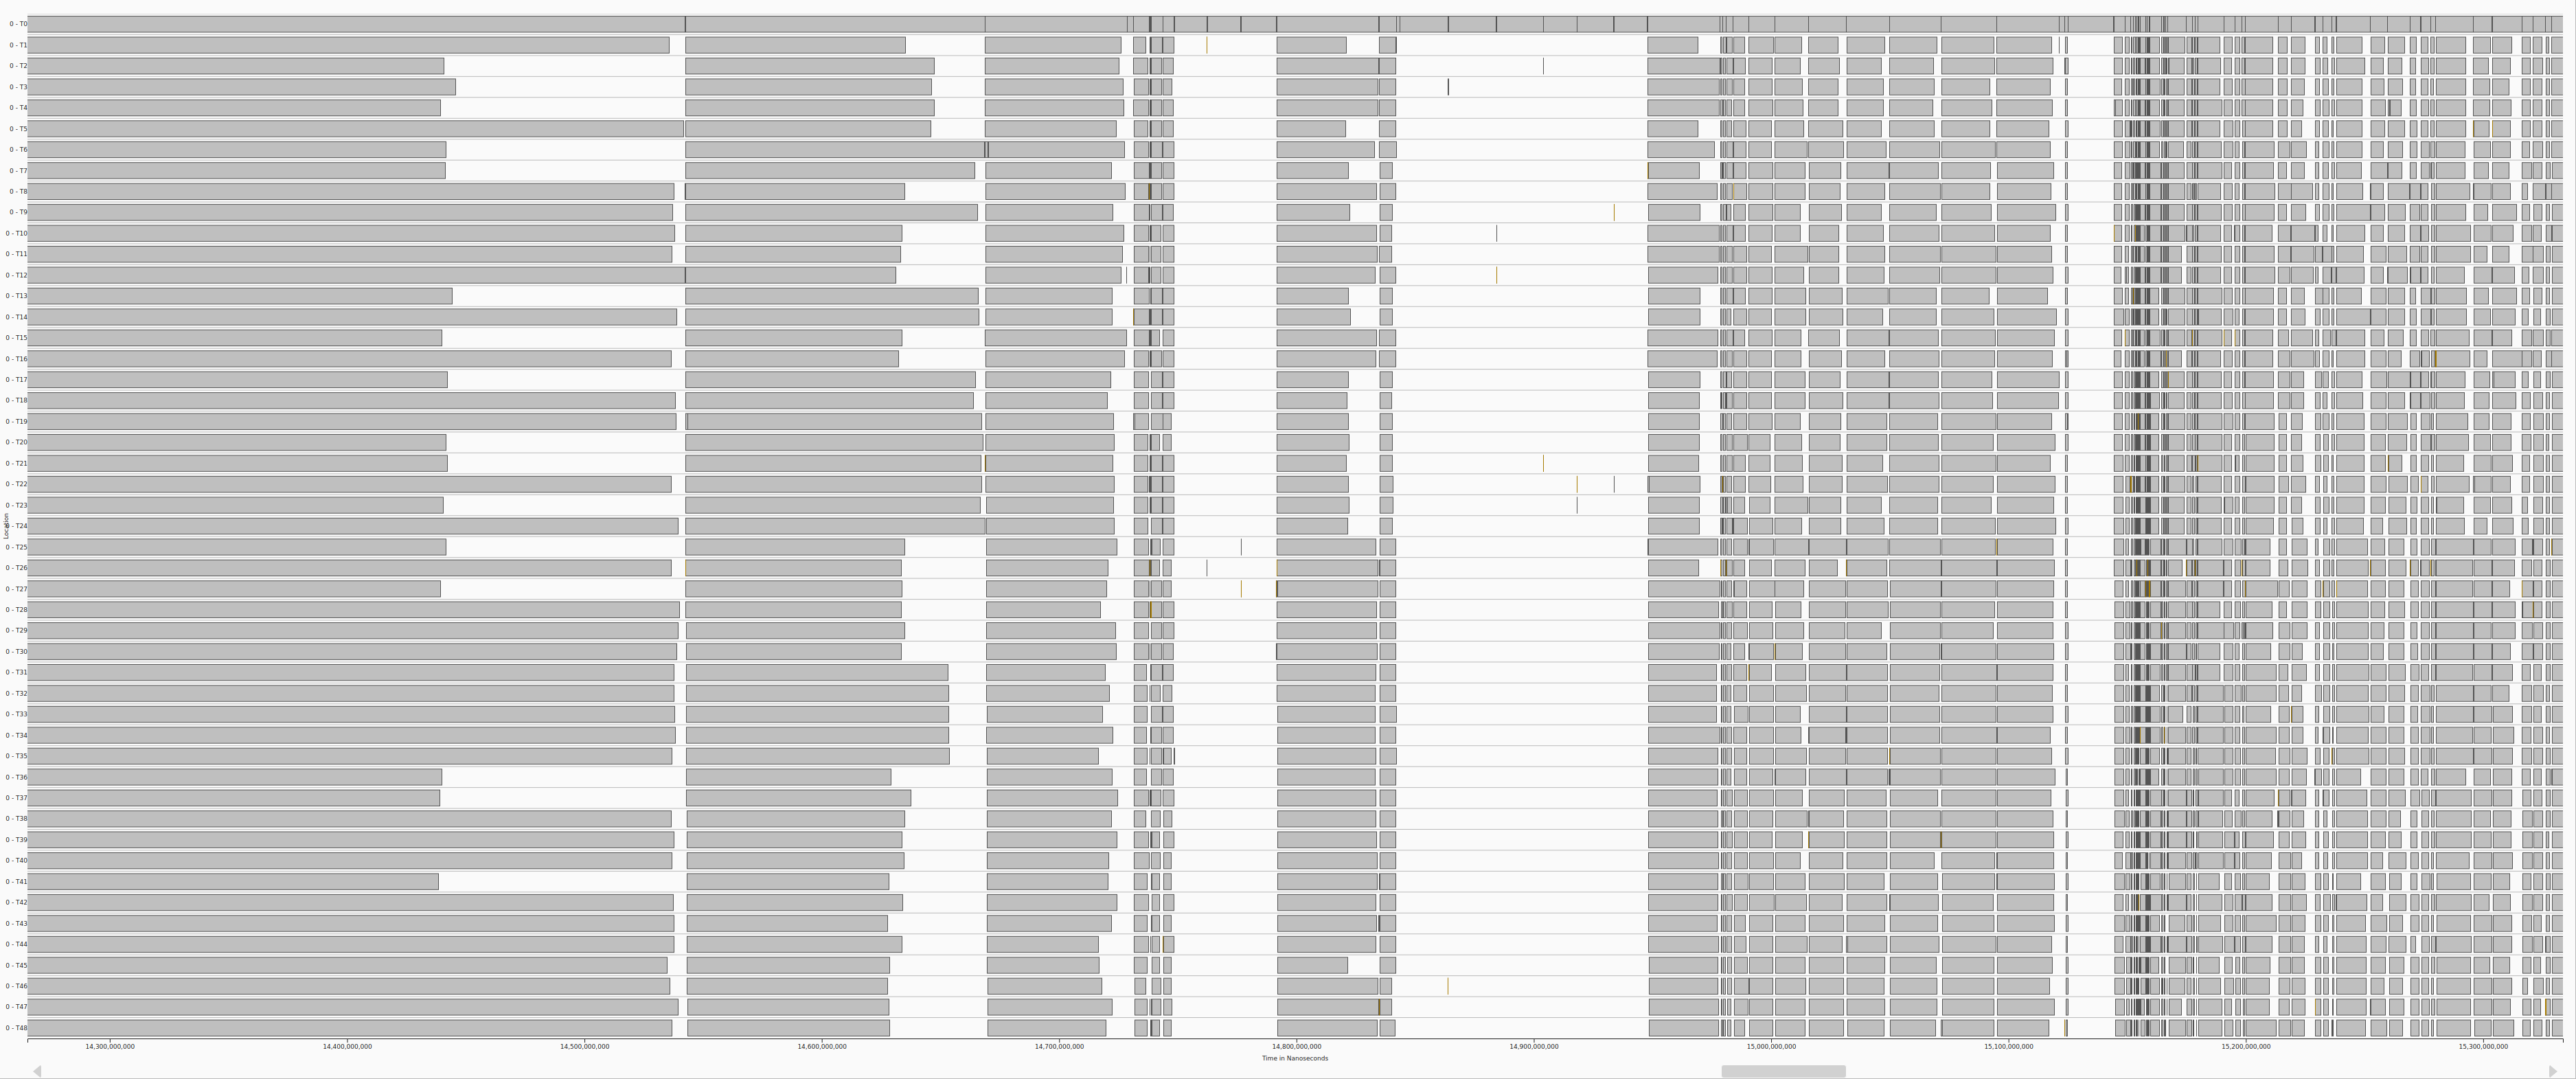 0 - T0
0 - T1
0 - T2
0 - T3
0 - T4
0 - T5
0 - T6
0 - T7
0 - T8
0 - T9
0 - T10
0 - T11
0 - T12
0 - T13
0 - T14
0 - T15
0 - T16
0 - T17
0 - T18
0 - T19
0 - T20
0 - T21
0 - T22
0 - T23
Location
0 - T24
0 - T25
0 - T26
0 - T27
0 - T28
0 - T29
0 - T30
0 - T31
0 - T32
0 - T33
0 - T34
0 - T35
0 - T36
0 - T37
0 - T38
0 - T39
0 - T40
0 - T41
0 - T42
0 - T43
0 - T44
0 - T45
0 - T46
0 - T47
0 - T48
14,300,000,000 14,400,000,000 14,500,000,000 14,600,000,000 14,700,000,000 14,800,000,000 14,900,000,000 15,000,000,000 15,100,000,000 15,200,000,000 15,300,000,000
Time in Nanoseconds